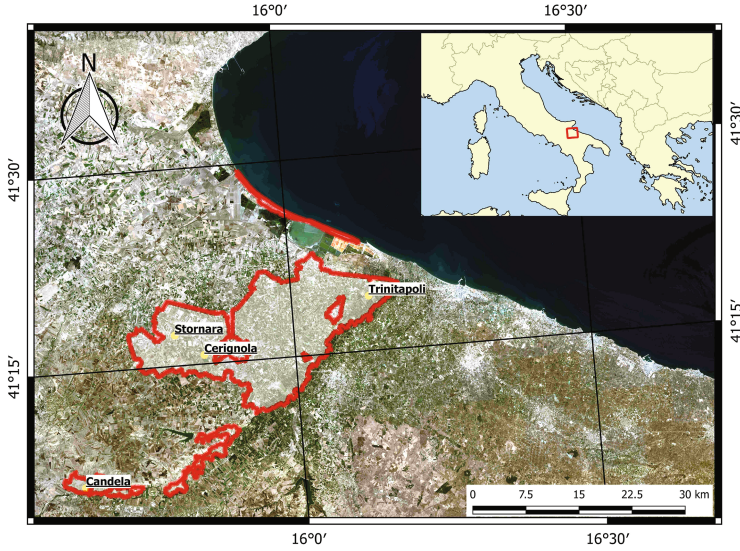 16°0′ 16°30′
N
41°30′ 41°30′
Trinitapoli
Stornara
Cerignola
41°15′ 41°15′
Candela
0 7.5 15 22.5 30 km
16°0′ 16°30′